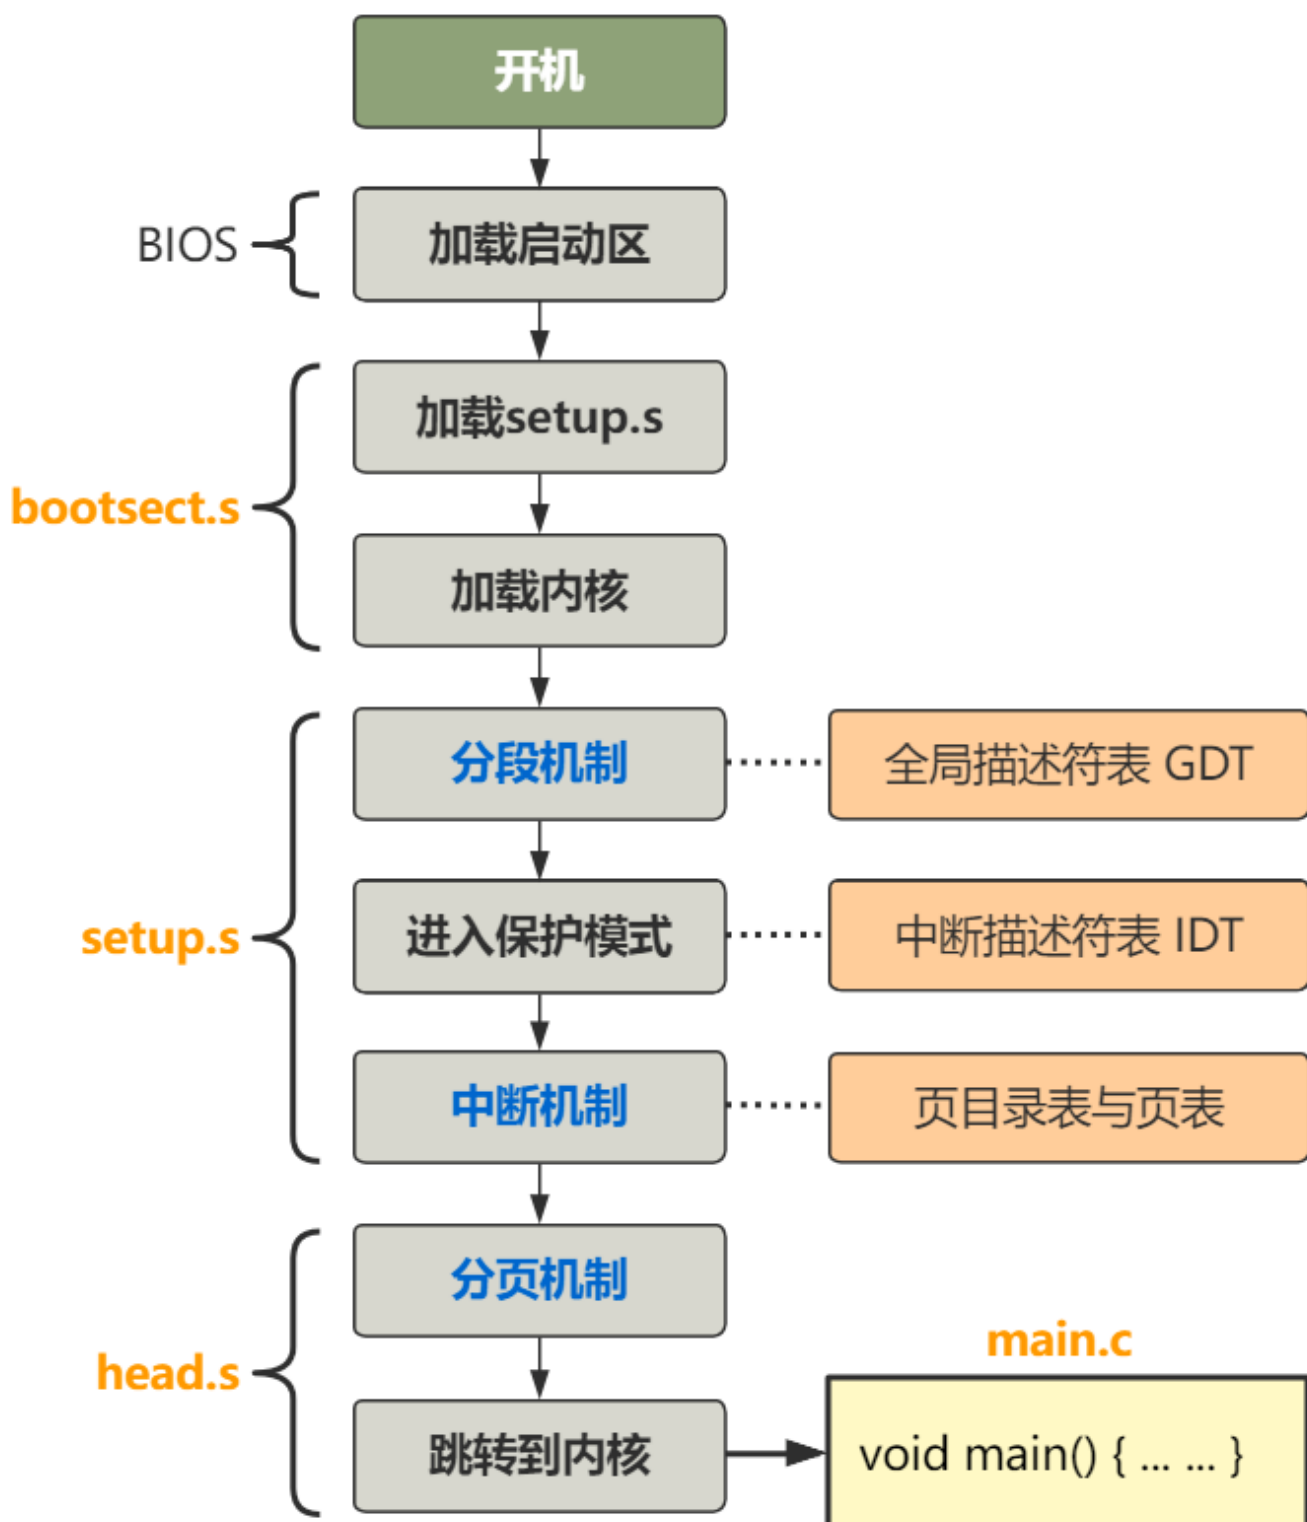 开机
BIOS
加载启动区
加载setup.s
bootsect.s
加载内核
分段机制
全局描述符表 GDT
setup.s
进入保护模式
中断描述符表 IDT
中断机制
页目录表与页表
分页机制
head.s
main.c
跳转到内核
void main() { ... ... }